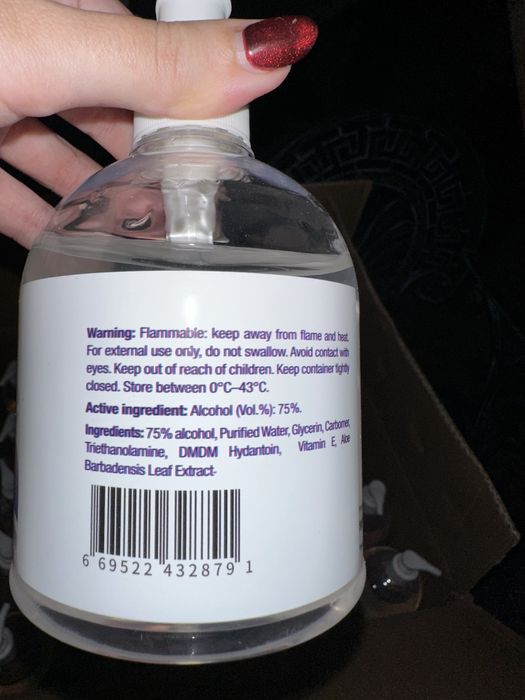 Warning: Flammable: keep away from flame and heat.
For external use only, do not swallow. Avoid contact with
eyes. Keep out of reach of children. Keep container tightly
closed. Store between 0°C–43°C.
Active ingredient: Alcohol (Vol.%): 75%.
Ingredients: 75% alcohol, Purified Water, Glycerin, Carbomer,
Triethanolamine, DMDM Hydantoin, Vitamin E, Aloe
Barbadensis Leaf Extract.
6 69522 432879 1